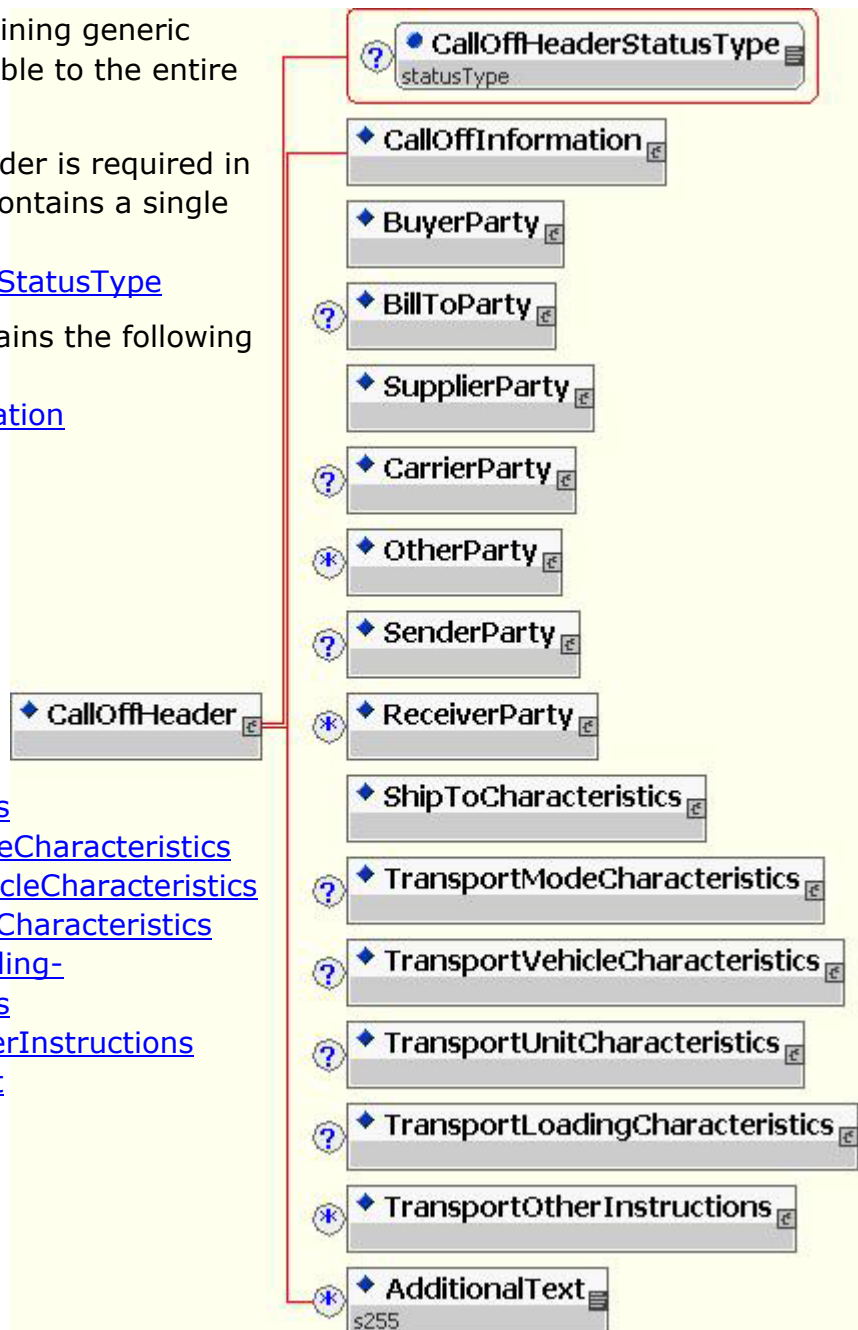 ining generic
ble to the entire
der is required in
ontains a single
StatusType
ains the following
ation
s
eCharacteristics
icleCharacteristics
Characteristics
ding-
s
erInstructions
t
CallOffHeader
? CallOffHeaderStatusType
statusType
CallOffInformation
BuyerParty
? BillToParty
SupplierParty
? CarrierParty
* OtherParty
? SenderParty
* ReceiverParty
ShipToCharacteristics
? TransportModeCharacteristics
? TransportVehicleCharacteristics
? TransportUnitCharacteristics
? TransportLoadingCharacteristics
* TransportOtherInstructions
* AdditionalText
s255